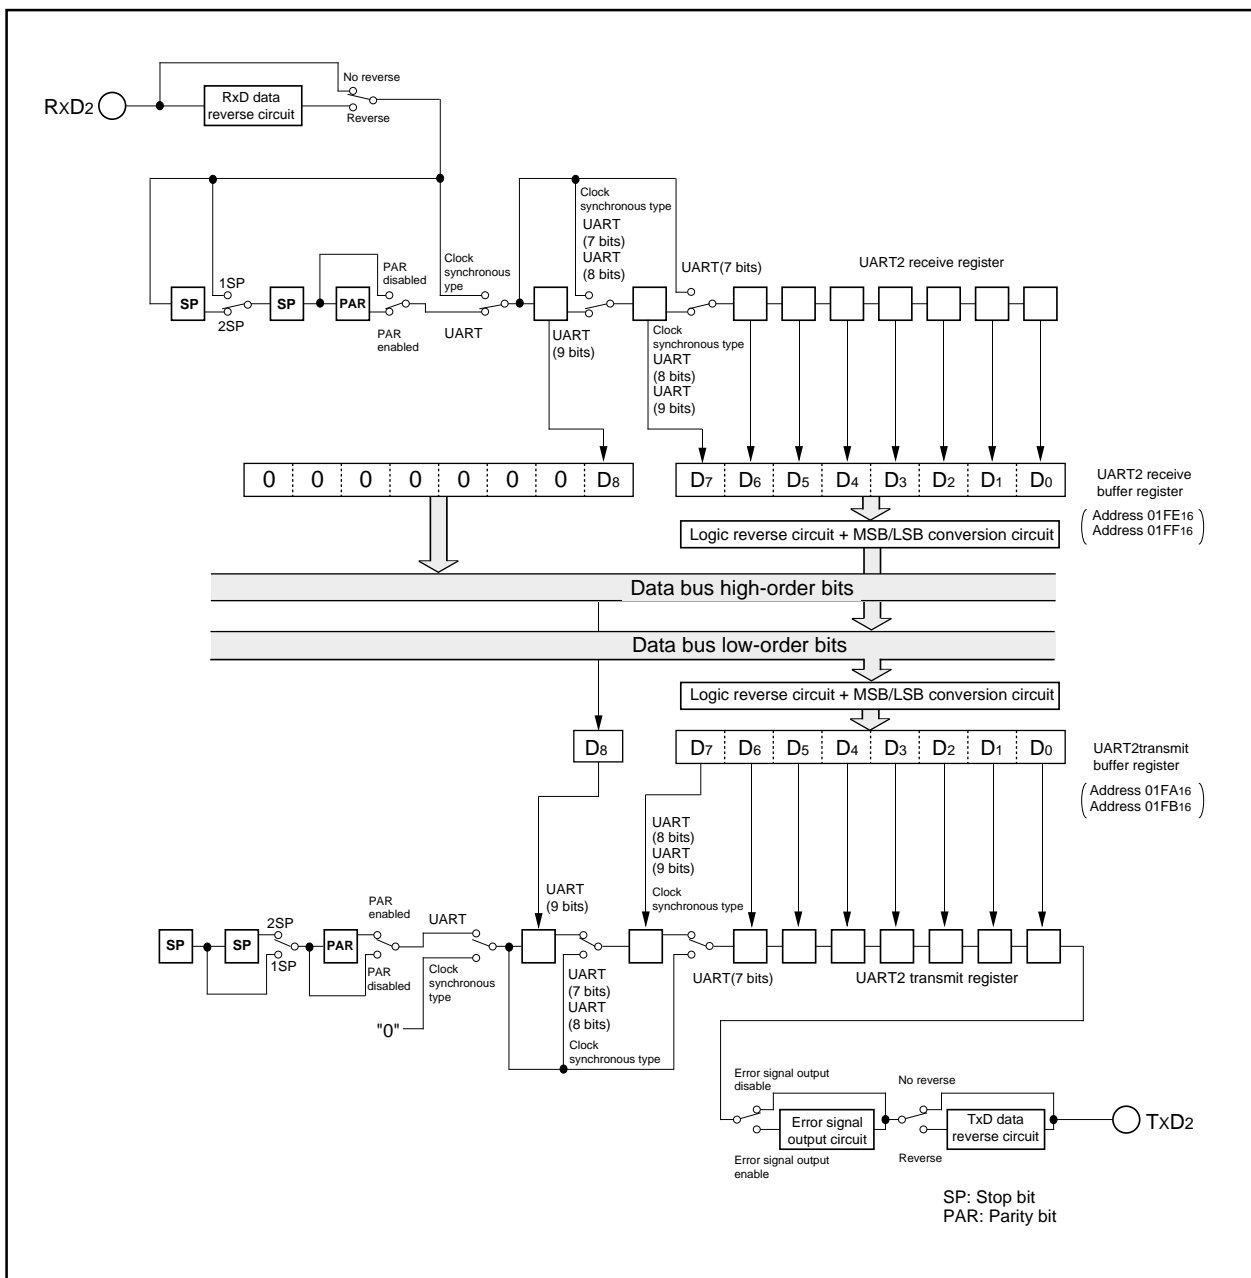 No reverse
RXD2
RxD data
reverse circuit
Reverse
Clock
synchronous type
UART
(7 bits)
UART
(8 bits)
UART(7 bits)
UART2 receive register
1SP
PAR
disabled
Clock
synchronous
ype
SP
SP
PAR
2SP
PAR
enabled
UART
UART
(9 bits)
Clock
synchronous type
UART
(8 bits)
UART
(9 bits)
0 0 0 0 0 0 0 D8
D7 D6 D5 D4 D3 D2 D1 D0
UART2 receive
buffer register
Address 01FE16
Address 01FF16
Logic reverse circuit + MSB/LSB conversion circuit
Data bus high-order bits
Data bus low-order bits
Logic reverse circuit + MSB/LSB conversion circuit
D8
D7 D6 D5 D4 D3 D2 D1 D0
UART2transmit
buffer register
Address 01FA16
Address 01FB16
UART
(8 bits)
UART
(9 bits)
Clock
synchronous type
UART
(9 bits)
PAR
enabled
2SP
UART
SP
SP
PAR
1SP
PAR
disabled
Clock
synchronous
type
"0"
UART
(7 bits)
UART
(8 bits)
Clock
synchronous type
UART(7 bits)
UART2 transmit register
Error signal output
disable
No reverse
Error signal
output circuit
TxD data
reverse circuit
TXD2
Error signal output
enable
Reverse
SP: Stop bit
PAR: Parity bit